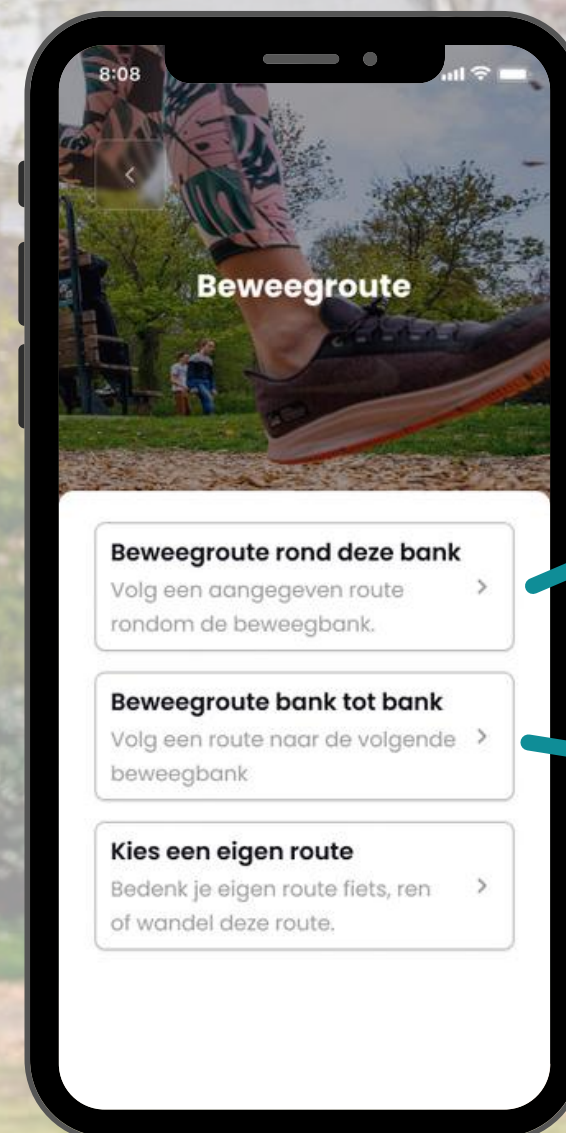 8:08
Beweegroute
Beweegroute rond deze bank
Volg een aangegeven route
rondom de beweegbank.
Beweegroute bank tot bank
Volg een route naar de volgende
beweegbank
Kies een eigen route
Bedenk je eigen route fiets, ren
of wandel deze route.